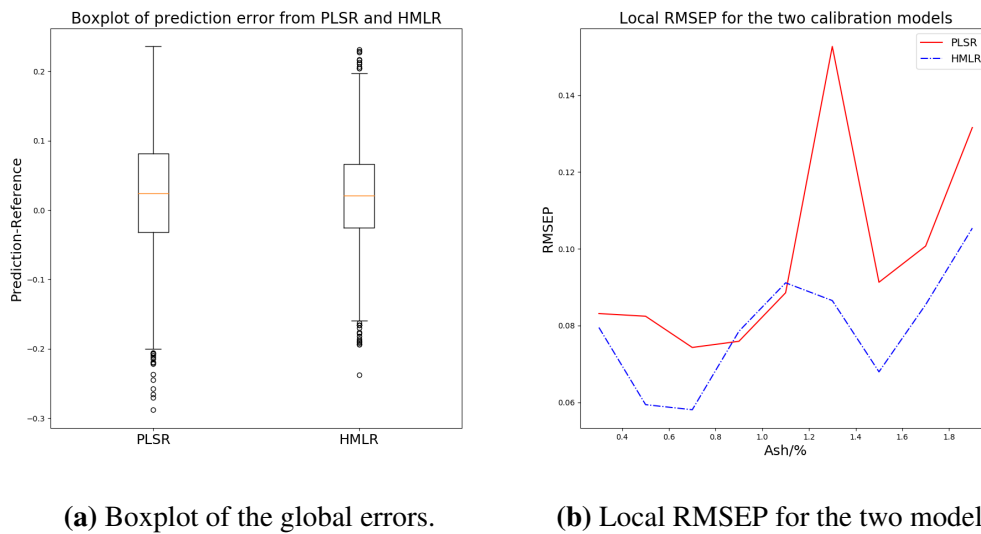 Boxplot of prediction error from PLSR and HMLR
Prediction-Reference
0.2
0.1
0.0
−0.1
−0.2
−0.3
PLSR
HMLR
Local RMSEP for the two calibration models
PLSR
HMLR
RMSEP
0.14
0.12
0.10
0.08
0.06
0.4 0.6 0.8 1.0 1.2 1.4 1.6 1.8
Ash/%
(a) Boxplot of the global errors.
(b) Local RMSEP for the two model